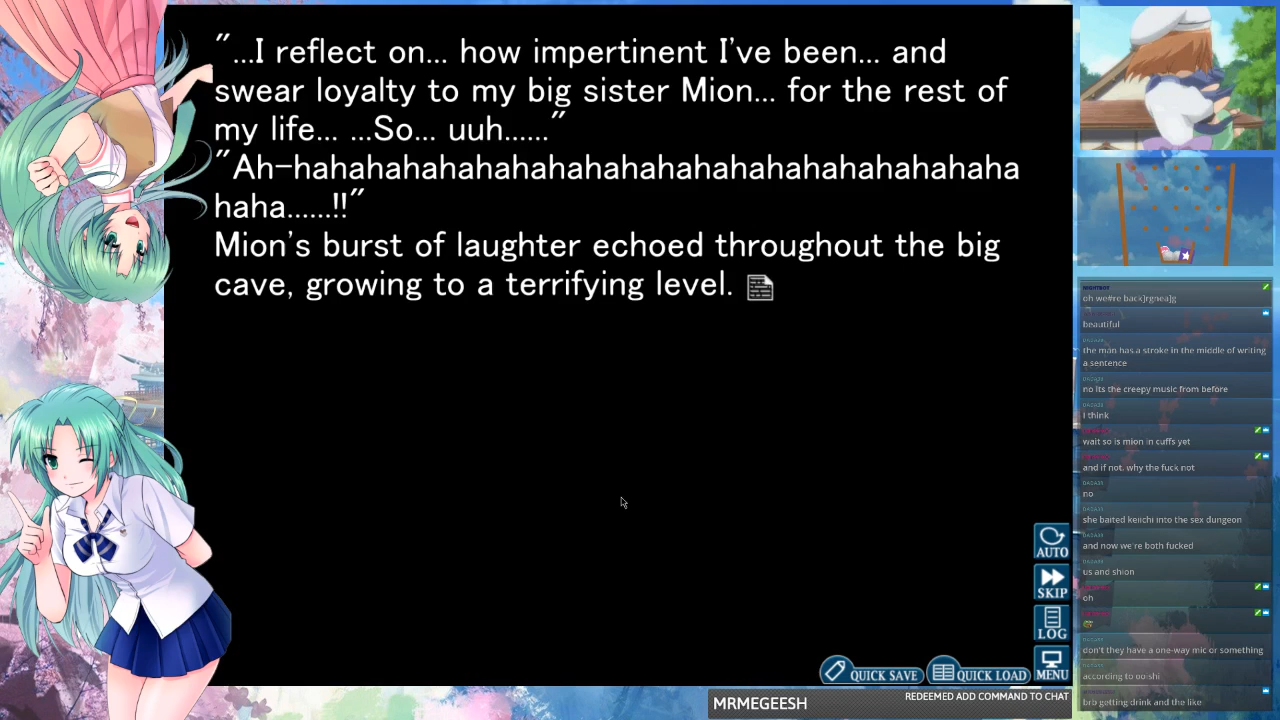 "...I reflect on... how impertinent I've been... and
swear loyalty to my big sister Mion... for the rest of
my life... ...So... uuh......"
"Ah-hahahahahahahahahahahahahahahahahahahaha
haha......!!"
Mion's burst of laughter echoed throughout the big
cave, growing to a terrifying level.
AUTO
SKIP
LOG
MENU
QUICK SAVE
QUICK LOAD
MRMEGEESH
REDEEMED ADD COMMAND TO CHAT
oh we#re back]rgnea]g
beautiful
the man has a stroke in the middle of writing
a sentence
no its the creepy music from before
i think
wait so is mion in cuffs yet
and if not, why the fuck not
no
she baited keiichi into the sex dungeon
and now we're both fucked
us and shion
oh
don't they have a one-way mic or something
according to oo-shi
brb getting drink and the like